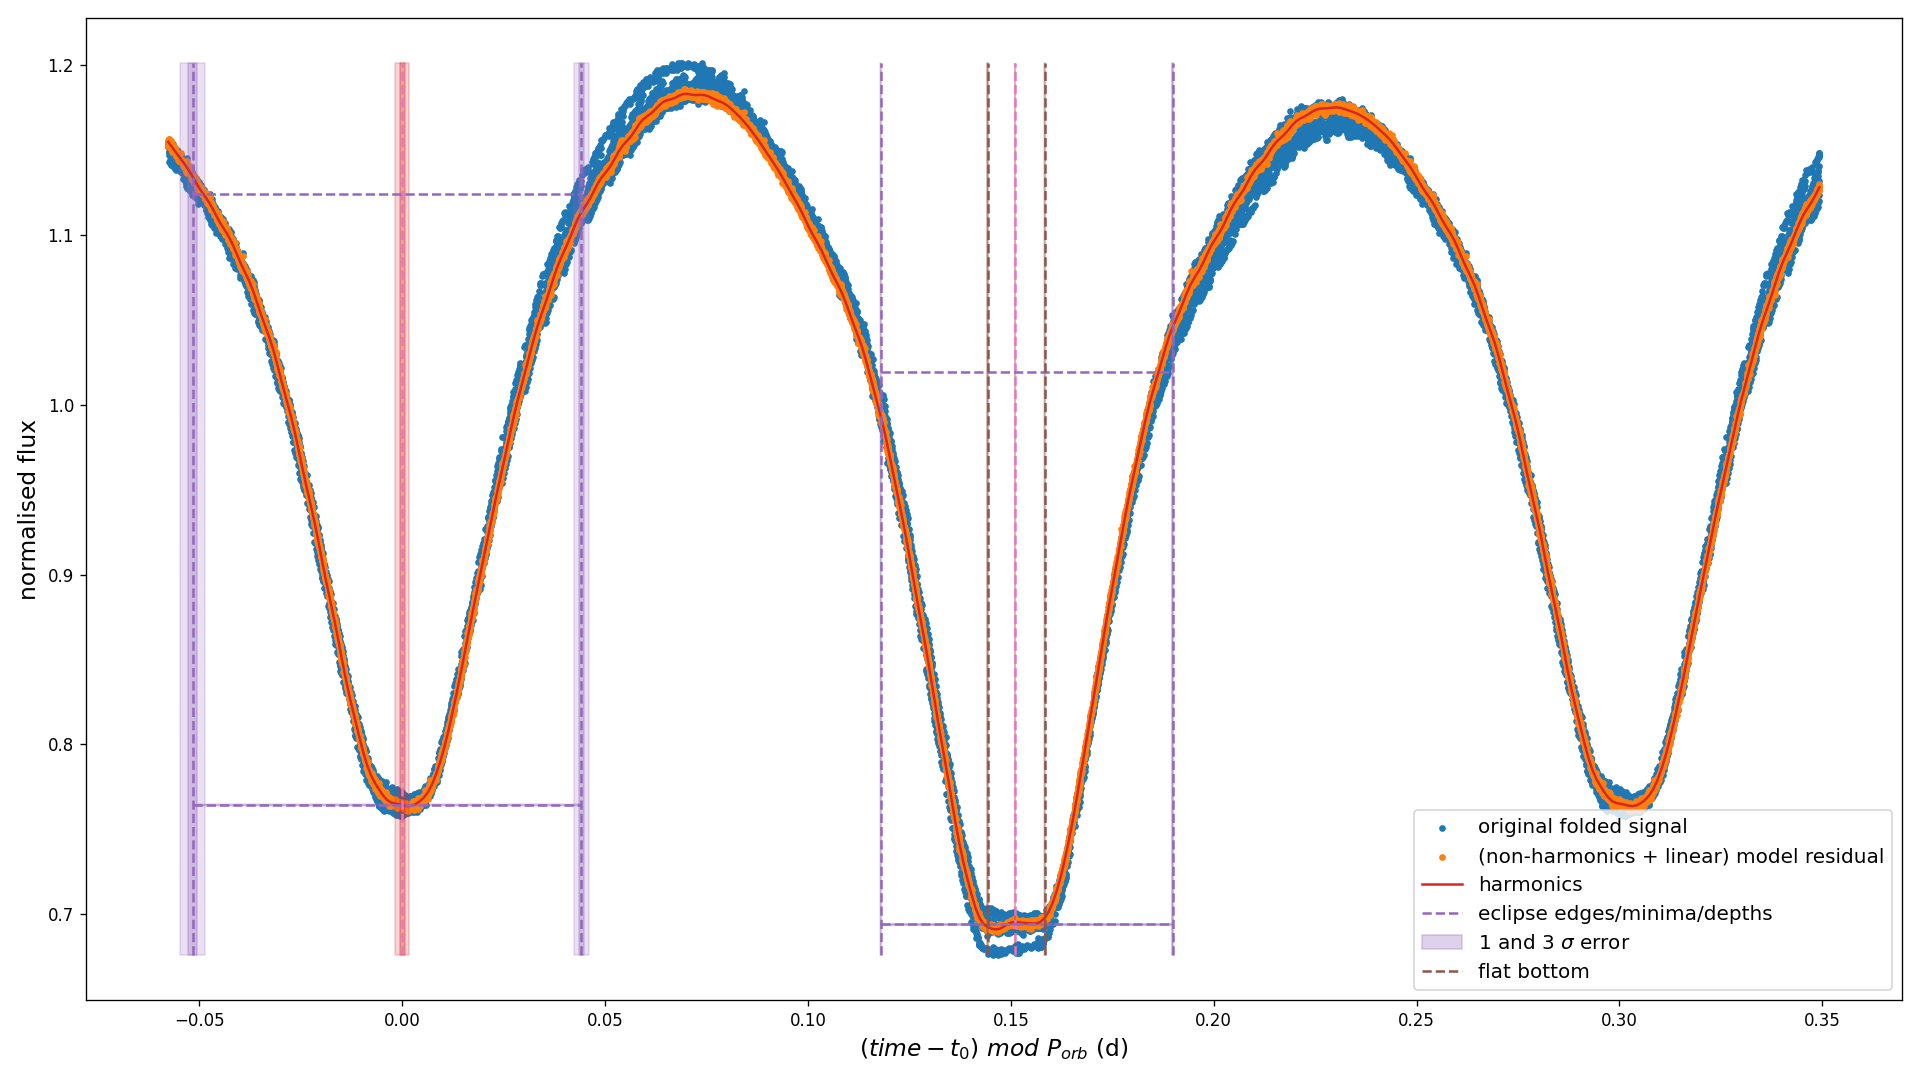 normalised flux
1.2
1.1
1.0
0.9
0.8
0.7
−0.05
0.00
0.05
0.10
0.15
0.20
0.25
0.30
0.35
(time − t₀) mod P_orb (d)
original folded signal
(non-harmonics + linear) model residual
harmonics
eclipse edges/minima/depths
1 and 3 σ error
flat bottom